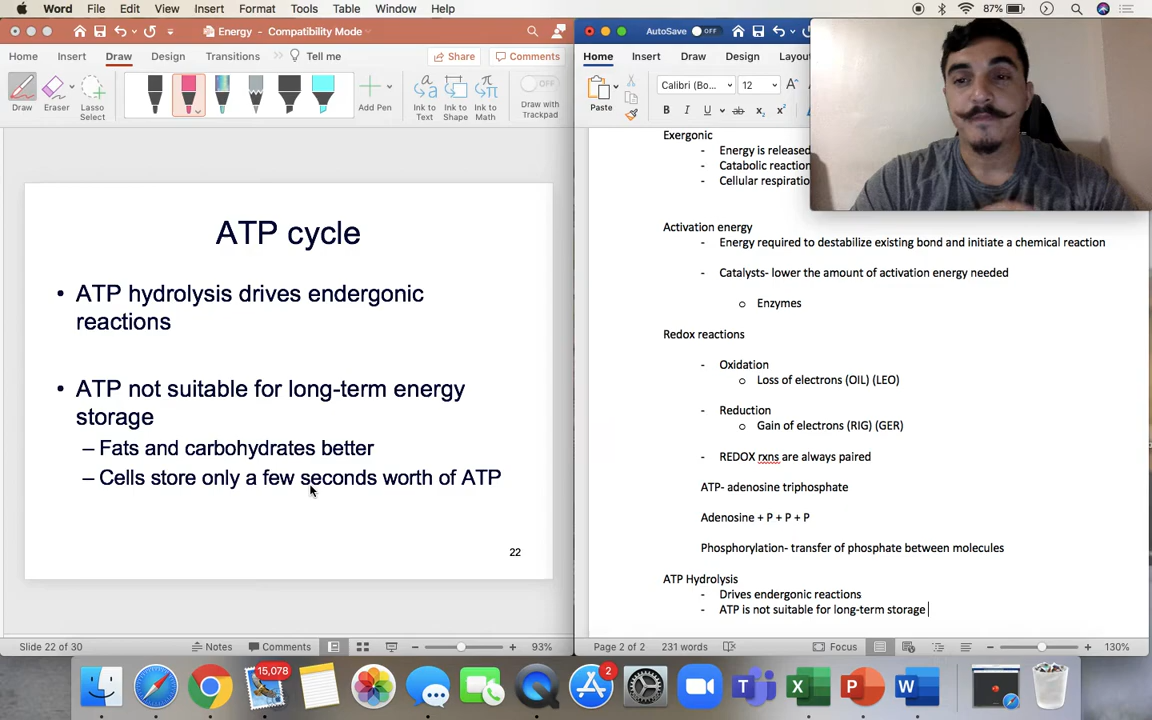 Word File Edit View Insert Format Tools Table Window Help 87%
Energy - Compatibility Mode
Home Insert Draw Design Transitions Tell me Share Comments
Draw Eraser Lasso Select Add Pen Ink to Text Ink to Shape Ink to Math OFF Draw with Trackpad
ATP cycle
• ATP hydrolysis drives endergonic
reactions
• ATP not suitable for long-term energy
storage
– Fats and carbohydrates better
– Cells store only a few seconds worth of ATP
22
Slide 22 of 30 Notes Comments 93%
AutoSave OFF
Home Insert Draw Design
Paste Calibri (Bo... 12
B I U ab x2 x2
Exergonic
- Energy is released
- Catabolic reaction
- Cellular respiratio
Activation energy
- Energy required to destabilize existing bond and initiate a chemical reaction
- Catalysts- lower the amount of activation energy needed
o Enzymes
Redox reactions
- Oxidation
o Loss of electrons (OIL) (LEO)
- Reduction
o Gain of electrons (RIG) (GER)
- REDOX rxns are always paired
ATP- adenosine triphosphate
Adenosine + P + P + P
Phosphorylation- transfer of phosphate between molecules
ATP Hydrolysis
- Drives endergonic reactions
- ATP is not suitable for long-term storage
Page 2 of 2 231 words Focus 130%
15,078
2